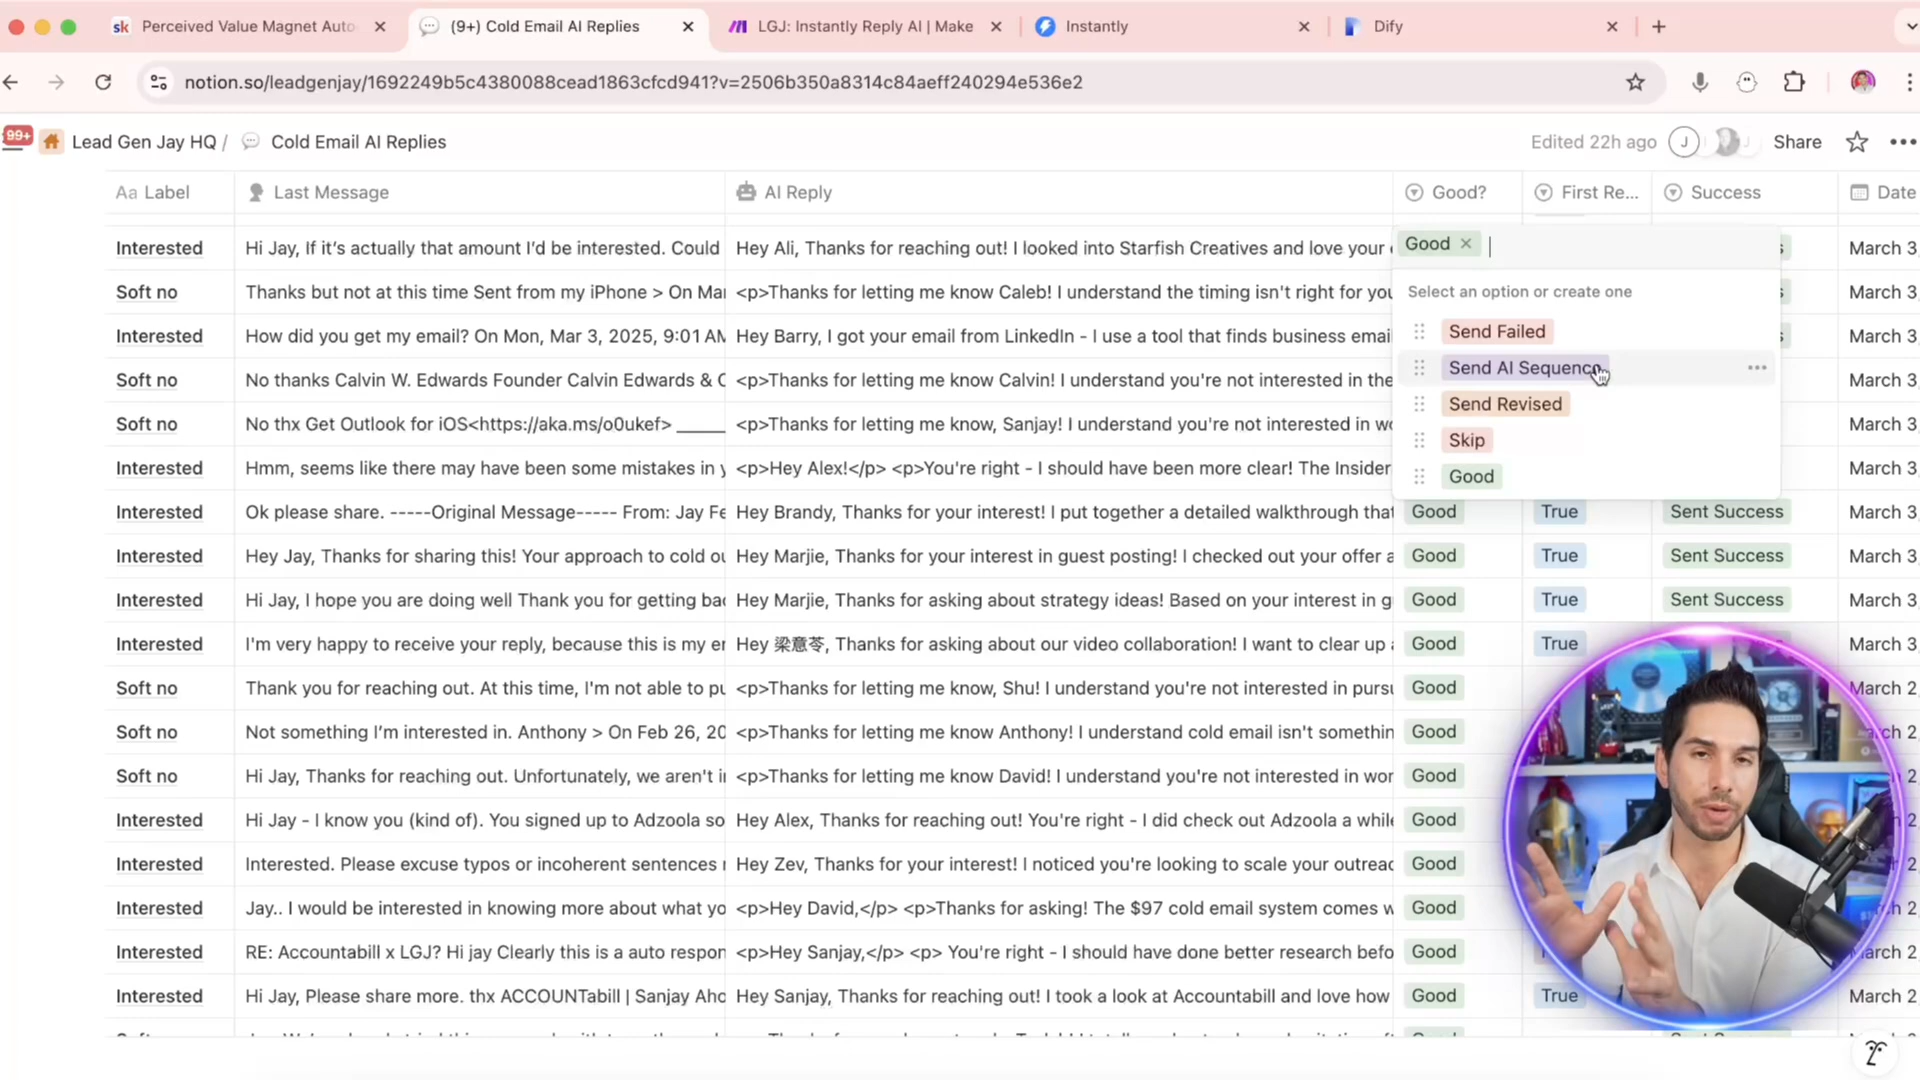 Perceived Value Magnet Auto
(9+) Cold Email AI Replies
LGJ: Instantly Reply AI | Make
Instantly
Dify
notion.so/leadgenjay/1692249b5c4380088cead1863cfcd941?v=2506b350a8314c84aeff240294e536e2
99+
Lead Gen Jay HQ / Cold Email AI Replies
Edited 22h ago J Share
Aa Label Last Message AI Reply Good? First Re... Success Date
Interested Hi Jay, If it's actually that amount I'd be interested. Could Hey Ali, Thanks for reaching out! I looked into Starfish Creatives and love your March 3,
Good
Select an option or create one
Send Failed
Send AI Sequence
Send Revised
Skip
Good
Soft no Thanks but not at this time Sent from my iPhone > On Mar <p>Thanks for letting me know Caleb! I understand the timing isn't right for you March 3,
Interested How did you get my email? On Mon, Mar 3, 2025, 9:01 AM Hey Barry, I got your email from LinkedIn - I use a tool that finds business emai March 3,
Soft no No thanks Calvin W. Edwards Founder Calvin Edwards & C <p>Thanks for letting me know Calvin! I understand you're not interested in the March 3,
Soft no No thx Get Outlook for iOS<https://aka.ms/o0ukef> ______ <p>Thanks for letting me know, Sanjay! I understand you're not interested in wo March 3,
Interested Hmm, seems like there may have been some mistakes in y <p>Hey Alex!</p> <p>You're right - I should have been more clear! The Insider March 3,
Interested Ok please share. -----Original Message----- From: Jay Fe Hey Brandy, Thanks for your interest! I put together a detailed walkthrough that Good True Sent Success March 3,
Interested Hey Jay, Thanks for sharing this! Your approach to cold ou Hey Marjie, Thanks for your interest in guest posting! I checked out your offer a Good True Sent Success March 3,
Interested Hi Jay, I hope you are doing well Thank you for getting bac Hey Marjie, Thanks for asking about strategy ideas! Based on your interest in g Good True Sent Success March 3,
Interested I'm very happy to receive your reply, because this is my er Hey 梁意苓, Thanks for asking about our video collaboration! I want to clear up Good True March 3,
Soft no Thank you for reaching out. At this time, I'm not able to pu <p>Thanks for letting me know, Shu! I understand you're not interested in pursu Good March 2,
Soft no Not something I'm interested in. Anthony > On Feb 26, 20 <p>Thanks for letting me know Anthony! I understand cold email isn't somethin Good March 2,
Soft no Hi Jay, Thanks for reaching out. Unfortunately, we aren't i <p>Thanks for letting me know David! I understand you're not interested in wor Good
Interested Hi Jay - I know you (kind of). You signed up to Adzoola so Hey Alex, Thanks for reaching out! You're right - I did check out Adzoola a while Good
Interested Interested. Please excuse typos or incoherent sentences Hey Zev, Thanks for your interest! I noticed you're looking to scale your outreac Good
Interested Jay.. I would be interested in knowing more about what yo <p>Hey David,</p> <p>Thanks for asking! The $97 cold email system comes w Good
Interested RE: Accountabill x LGJ? Hi jay Clearly this is a auto respon <p>Hey Sanjay,</p> <p> You're right - I should have done better research befo Good March 2,
Interested Hi Jay, Please share more. thx ACCOUNTabill | Sanjay Aho Hey Sanjay, Thanks for reaching out! I took a look at Accountabill and love how Good True March 2,